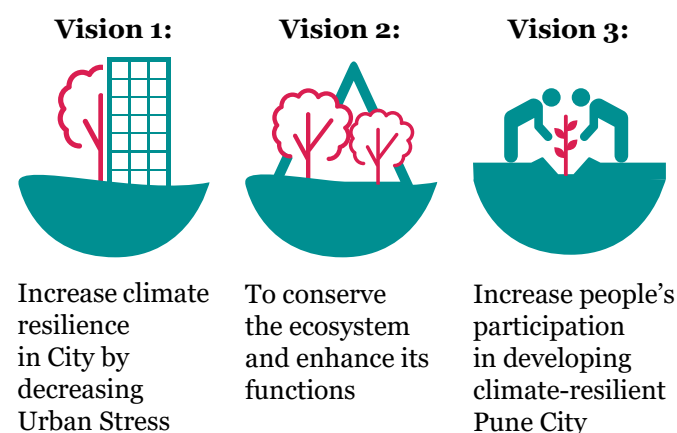 Vision 1:
Increase climate
resilience
in City by
decreasing
Urban Stress
Vision 2:
To conserve
the ecosystem
and enhance its
functions
Vision 3:
Increase people’s
participation
in developing
climate-resilient
Pune City